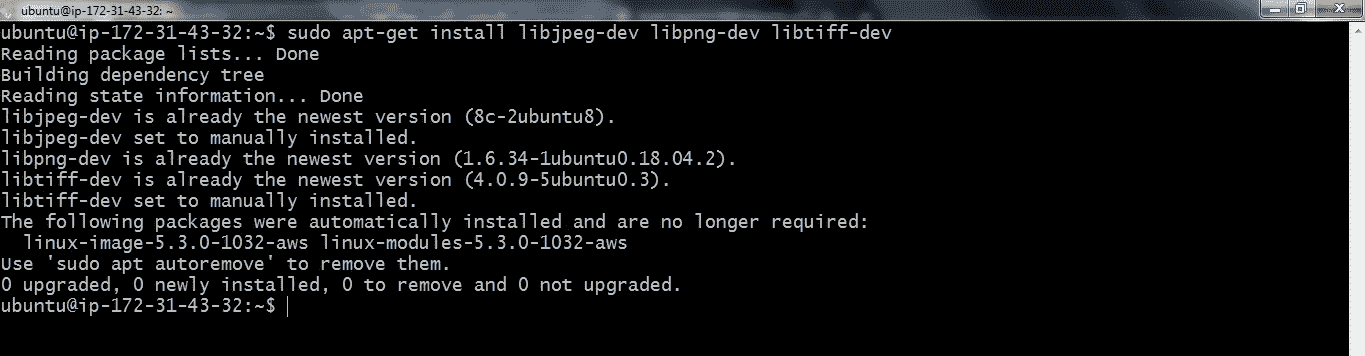 ubuntu@ip-172-31-43-32: ~
ubuntu@ip-172-31-43-32:~$ sudo apt-get install libjpeg-dev libpng-dev libtiff-dev
Reading package lists... Done
Building dependency tree
Reading state information... Done
libjpeg-dev is already the newest version (8c-2ubuntu8).
libjpeg-dev set to manually installed.
libpng-dev is already the newest version (1.6.34-1ubuntu0.18.04.2).
libtiff-dev is already the newest version (4.0.9-5ubuntu0.3).
libtiff-dev set to manually installed.
The following packages were automatically installed and are no longer required:
  linux-image-5.3.0-1032-aws linux-modules-5.3.0-1032-aws
Use 'sudo apt autoremove' to remove them.
0 upgraded, 0 newly installed, 0 to remove and 0 not upgraded.
ubuntu@ip-172-31-43-32:~$